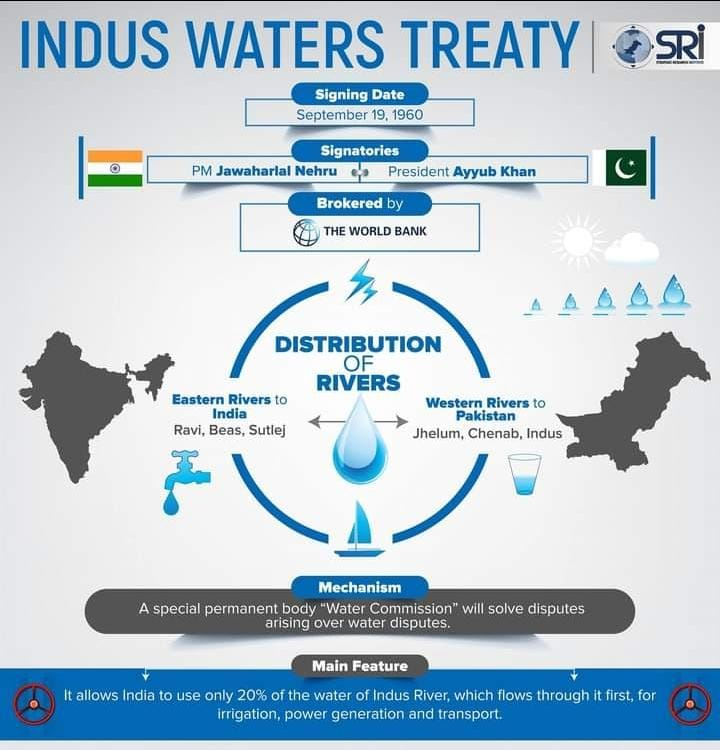 INDUS WATERS TREATY
SRi
STRATEGIC RESEARCH INSTITUTE
Signing Date
September 19, 1960
Signatories
PM Jawaharlal Nehru
President Ayyub Khan
Brokered by
THE WORLD BANK
DISTRIBUTION
OF
RIVERS
Eastern Rivers to
India
Ravi, Beas, Sutlej
Western Rivers to
Pakistan
Jhelum, Chenab, Indus
Mechanism
A special permanent body “Water Commission” will solve disputes
arising over water disputes.
Main Feature
It allows India to use only 20% of the water of Indus River, which flows through it first, for
irrigation, power generation and transport.